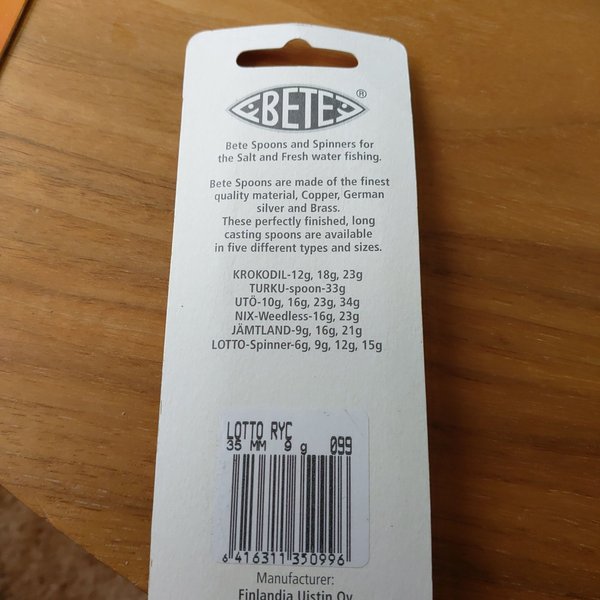 BETE ®
Bete Spoons and Spinners for
the Salt and Fresh water fishing.
Bete Spoons are made of the finest
quality material, Copper, German
silver and Brass.
These perfectly finished, long
casting spoons are available
in five different types and sizes.
KROKODIL-12g, 18g, 23g
TURKU-spoon-33g
UTÖ-10g, 16g, 23g, 34g
NIX-Weedless-16g, 23g
JÄMTLAND-9g, 16g, 21g
LOTTO-Spinner-6g, 9g, 12g, 15g
LOTTO RYC
35 MM 9 g 099
6 416311 350996
Manufacturer:
Finlandia Uistin Oy